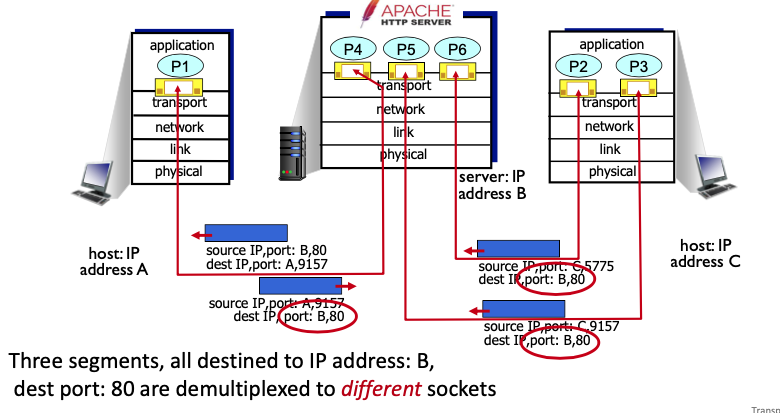 APACHE
HTTP SERVER
application
P1
transport
network
link
physical
P4 P5 P6
transport
network
link
physical
application
P2 P3
transport
network
link
physical
server: IP
address B
host: IP
address A
host: IP
address C
source IP,port: B,80
dest IP,port: A,9157
source IP,port: A,9157
dest IP, port: B,80
source IP,port: C,5775
dest IP,port: B,80
source IP,port: C,9157
dest IP,port: B,80
Three segments, all destined to IP address: B,
dest port: 80 are demultiplexed to different sockets